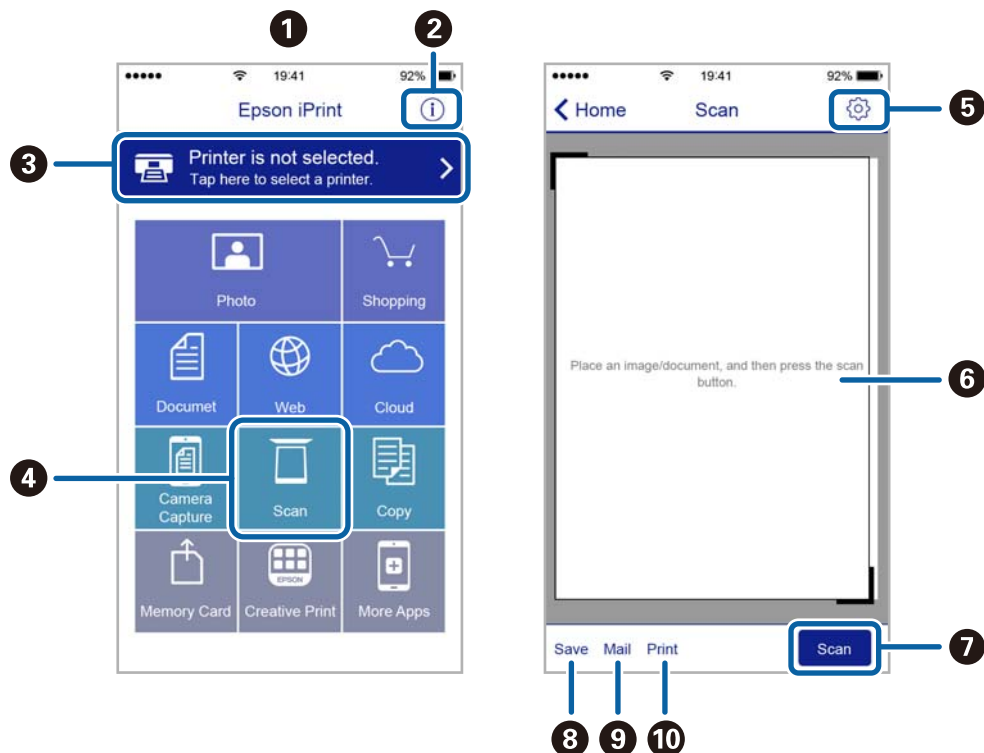 1
2
19:41 92%
Epson iPrint
3
Printer is not selected.
Tap here to select a printer.
Photo
Shopping
Documet
Web
Cloud
4
Camera
Capture
Scan
Copy
EPSON
Memory Card
Creative Print
More Apps
19:41 92%
Home Scan
5
Place an image/document, and then press the scan
button.
6
Save Mail Print
Scan
7
8 9 10